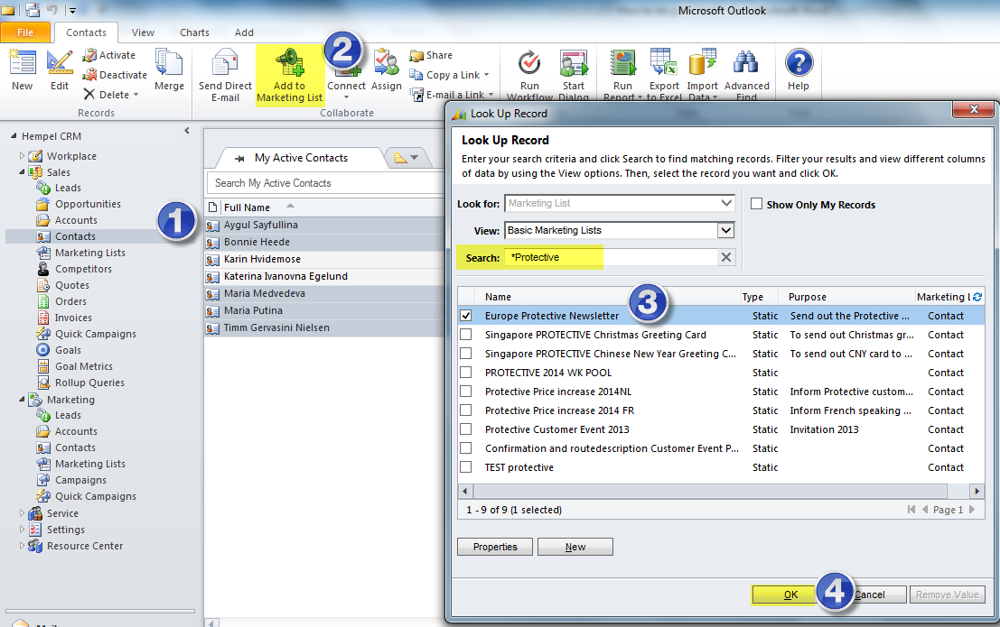 Microsoft Outlook
File Contacts View Charts Add
New
Edit
Activate
Deactivate
Delete
Merge
Records
Send Direct
E-mail
Add to
Marketing List
2
Connect
Assign
Share
Copy a Link
E-mail a Link
Collaborate
Run
Workflow
Start
Dialog
Run
Report
Export
to Excel
Import
Data
Advanced
Find
Help
Hempel CRM
Workplace
Sales
Leads
Opportunities
Accounts
Contacts
Marketing Lists
Competitors
Quotes
Orders
Invoices
Quick Campaigns
Goals
Goal Metrics
Rollup Queries
Marketing
Leads
Accounts
Contacts
Marketing Lists
Campaigns
Quick Campaigns
Service
Settings
Resource Center
1
My Active Contacts
Search My Active Contacts
Full Name
Aygul Sayfullina
Bonnie Heede
Karin Hvidemose
Katerina Ivanovna Egelund
Maria Medvedeva
Maria Putina
Timm Gervasini Nielsen
Look Up Record
Look Up Record
Enter your search criteria and click Search to find matching records. Filter your results and view different columns
of data by using the View options. Then, select the record you want and click OK.
Look for: Marketing List
Show Only My Records
View: Basic Marketing Lists
Search: *Protective
3
Name Type Purpose Marketing L
Europe Protective Newsletter Static Send out the Protective ... Contact
Singapore PROTECTIVE Christmas Greeting Card Static To send out Christmas gr... Contact
Singapore PROTECTIVE Chinese New Year Greeting C... Static To send out CNY card to ... Contact
PROTECTIVE 2014 WK POOL Static Contact
Protective Price increase 2014NL Static Inform Protective custom... Contact
Protective Price increase 2014 FR Static Inform French speaking ... Contact
Protective Customer Event 2013 Static Invitation 2013 Contact
Confirmation and routedescription Customer Event P... Static Contact
TEST protective Static Contact
1 - 9 of 9 (1 selected)
Page 1
Properties New
OK 4 Cancel Remove Value